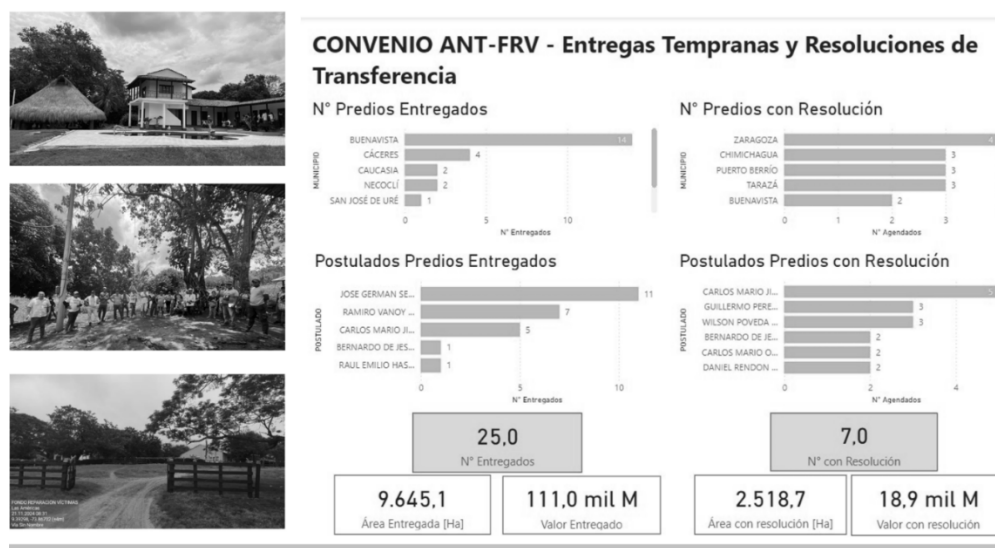 CONVENIO ANT-FRV - Entregas Tempranas y Resoluciones de
Transferencia
N° Predios Entregados
MUNICIPIO
BUENAVISTA 14
CÁCERES 4
CAUCASIA 2
NECOCLÍ 2
SAN JOSÉ DE URÉ 1
0 5 10
N° Entregados
N° Predios con Resolución
MUNICIPIO
ZARAGOZA 4
CHIMICHAGUA 3
PUERTO BERRÍO 3
TARAZÁ 3
BUENAVISTA 2
0 1 2 3
N° Agendados
Postulados Predios Entregados
POSTULADO
JOSE GERMAN SE... 11
RAMIRO VANOY ... 7
CARLOS MARIO JI... 5
BERNARDO DE JES... 1
RAUL EMILIO HAS... 1
0 5 10
N° Entregados
Postulados Predios con Resolución
POSTULADO
CARLOS MARIO JI... 5
GUILLERMO PERE... 3
WILSON POVEDA ... 3
BERNARDO DE JE... 2
CARLOS MARIO O... 2
DANIEL RENDON ... 2
0 2 4
N° Agendados
25,0
N° Entregados
9.645,1
Área Entregada [Ha]
111,0 mil M
Valor Entregado
7,0
N° con Resolución
2.518,7
Área con resolución [Ha]
18,9 mil M
Valor con resolución
FONDO REPARACION VICTIMAS
Las Americas